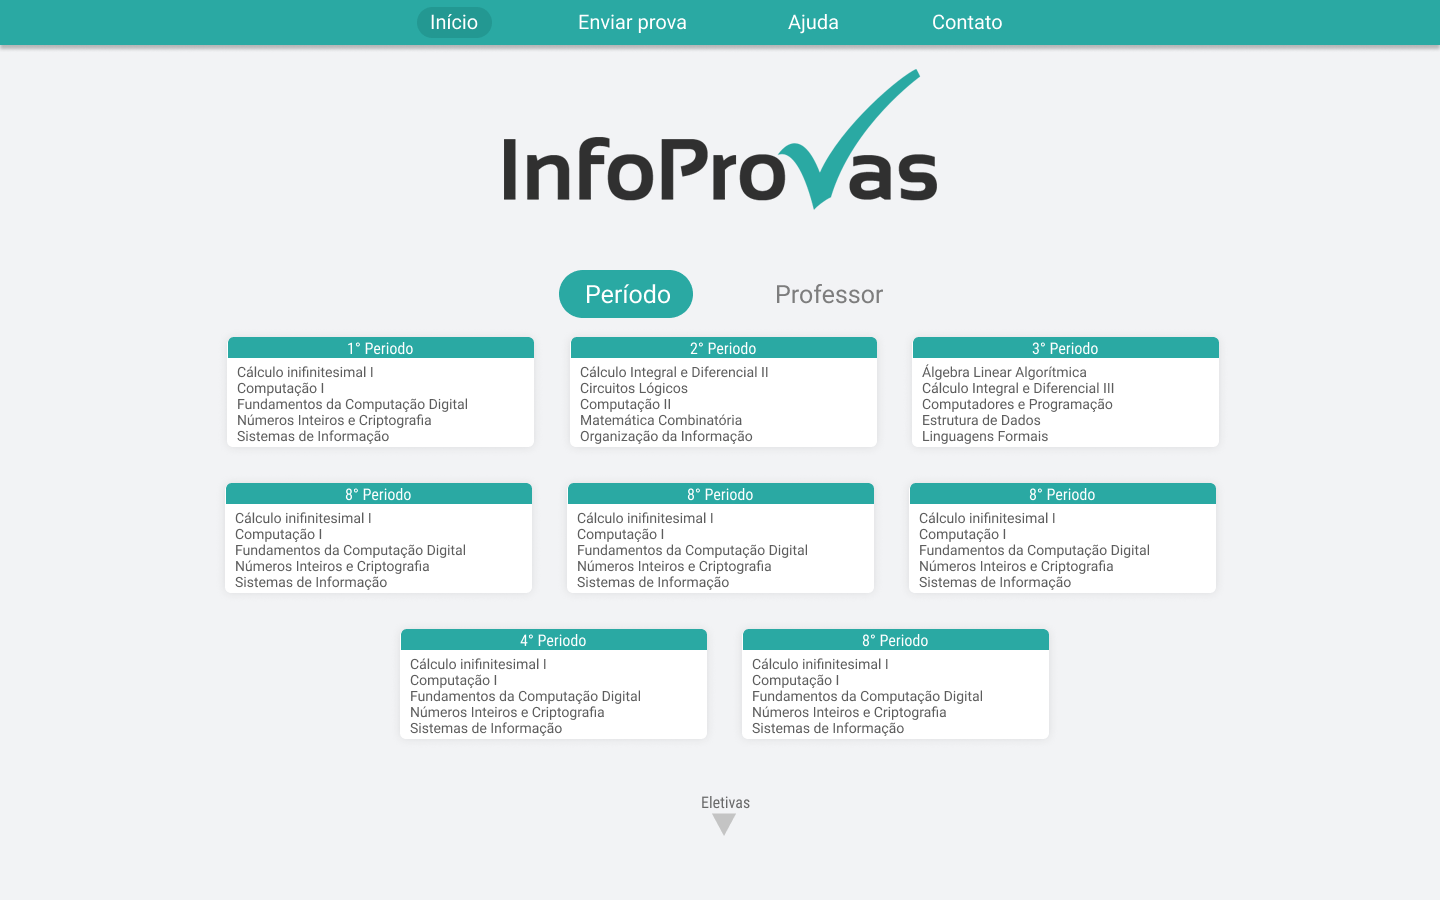 Início Enviar prova Ajuda Contato
InfoProvas
Período Professor
1° Periodo
Cálculo inifinitesimal I
Computação I
Fundamentos da Computação Digital
Números Inteiros e Criptografia
Sistemas de Informação
2° Periodo
Cálculo Integral e Diferencial II
Circuitos Lógicos
Computação II
Matemática Combinatória
Organização da Informação
3° Periodo
Álgebra Linear Algorítmica
Cálculo Integral e Diferencial III
Computadores e Programação
Estrutura de Dados
Linguagens Formais
8° Periodo
Cálculo inifinitesimal I
Computação I
Fundamentos da Computação Digital
Números Inteiros e Criptografia
Sistemas de Informação
8° Periodo
Cálculo inifinitesimal I
Computação I
Fundamentos da Computação Digital
Números Inteiros e Criptografia
Sistemas de Informação
8° Periodo
Cálculo inifinitesimal I
Computação I
Fundamentos da Computação Digital
Números Inteiros e Criptografia
Sistemas de Informação
4° Periodo
Cálculo inifinitesimal I
Computação I
Fundamentos da Computação Digital
Números Inteiros e Criptografia
Sistemas de Informação
8° Periodo
Cálculo inifinitesimal I
Computação I
Fundamentos da Computação Digital
Números Inteiros e Criptografia
Sistemas de Informação
Eletivas